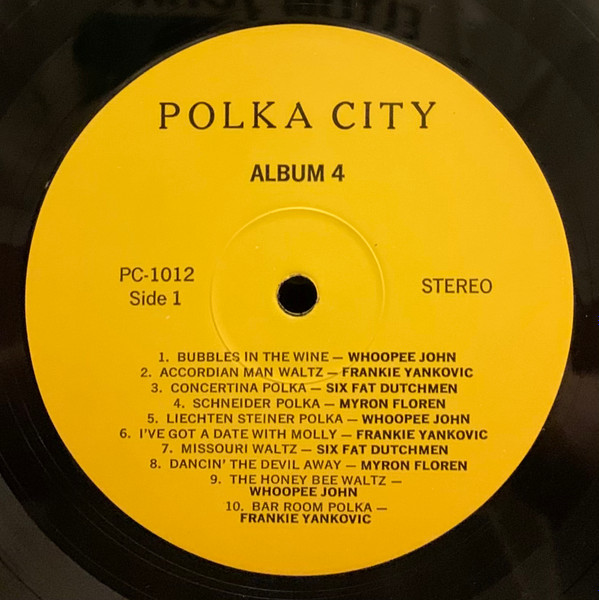 POLKA CITY
ALBUM 4
PC-1012
Side 1
STEREO
1. BUBBLES IN THE WINE — WHOOPEE JOHN
2. ACCORDIAN MAN WALTZ — FRANKIE YANKOVIC
3. CONCERTINA POLKA — SIX FAT DUTCHMEN
4. SCHNEIDER POLKA — MYRON FLOREN
5. LIECHTEN STEINER POLKA — WHOOPEE JOHN
6. I'VE GOT A DATE WITH MOLLY — FRANKIE YANKOVIC
7. MISSOURI WALTZ — SIX FAT DUTCHMEN
8. DANCIN' THE DEVIL AWAY — MYRON FLOREN
9. THE HONEY BEE WALTZ —
WHOOPEE JOHN
10. BAR ROOM POLKA —
FRANKIE YANKOVIC